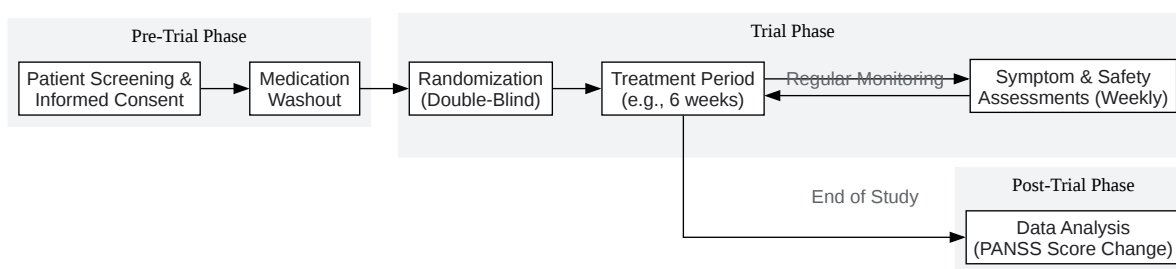 Pre-Trial Phase
Patient Screening &
Informed Consent
Medication
Washout
Trial Phase
Randomization
(Double-Blind)
Treatment Period
(e.g., 6 weeks)
Regular Monitoring
Symptom & Safety
Assessments (Weekly)
End of Study
Post-Trial Phase
Data Analysis
(PANSS Score Change)